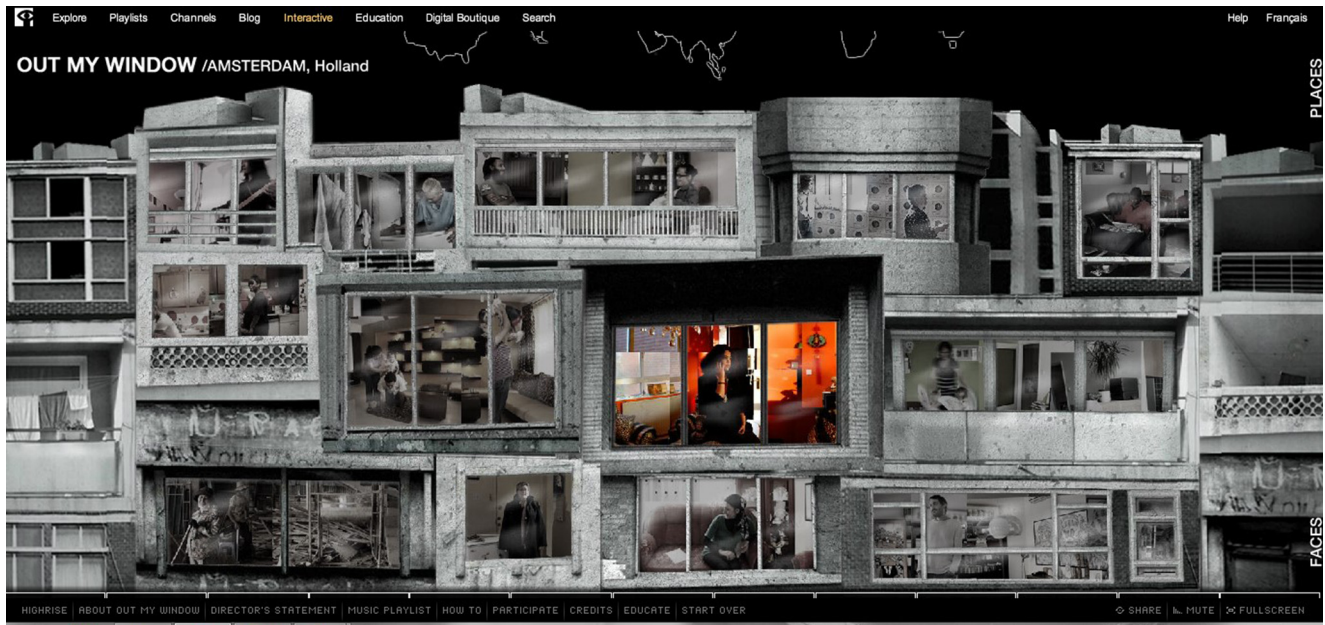 Explore Playlists Channels Blog Interactive Education Digital Boutique Search Help Français
OUT MY WINDOW /AMSTERDAM, Holland
PLACES
FACES
HIGHRISE ABOUT OUT MY WINDOW DIRECTOR'S STATEMENT MUSIC PLAYLIST HOW TO PARTICIPATE CREDITS EDUCATE START OVER SHARE MUTE FULLSCREEN